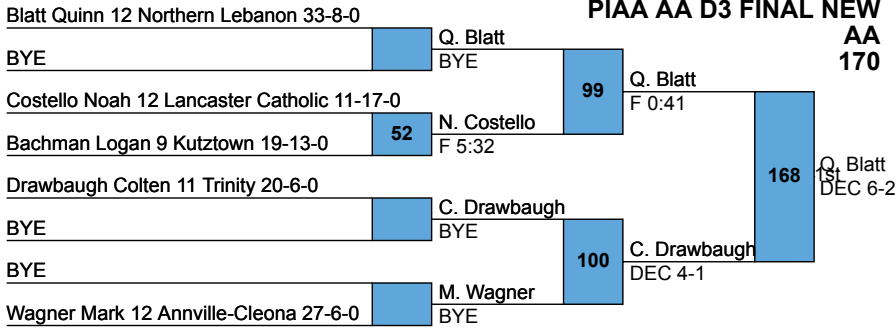 PIAA AA D3 FINAL NEW
AA
170
Blatt Quinn 12 Northern Lebanon 33-8-0
BYE
Q. Blatt
BYE
Costello Noah 12 Lancaster Catholic 11-17-0
52
Bachman Logan 9 Kutztown 19-13-0
N. Costello
F 5:32
99
Q. Blatt
F 0:41
Drawbaugh Colten 11 Trinity 20-6-0
BYE
C. Drawbaugh
BYE
BYE
Wagner Mark 12 Annville-Cleona 27-6-0
M. Wagner
BYE
100
C. Drawbaugh
DEC 4-1
168
Q. Blatt
1st
DEC 6-2